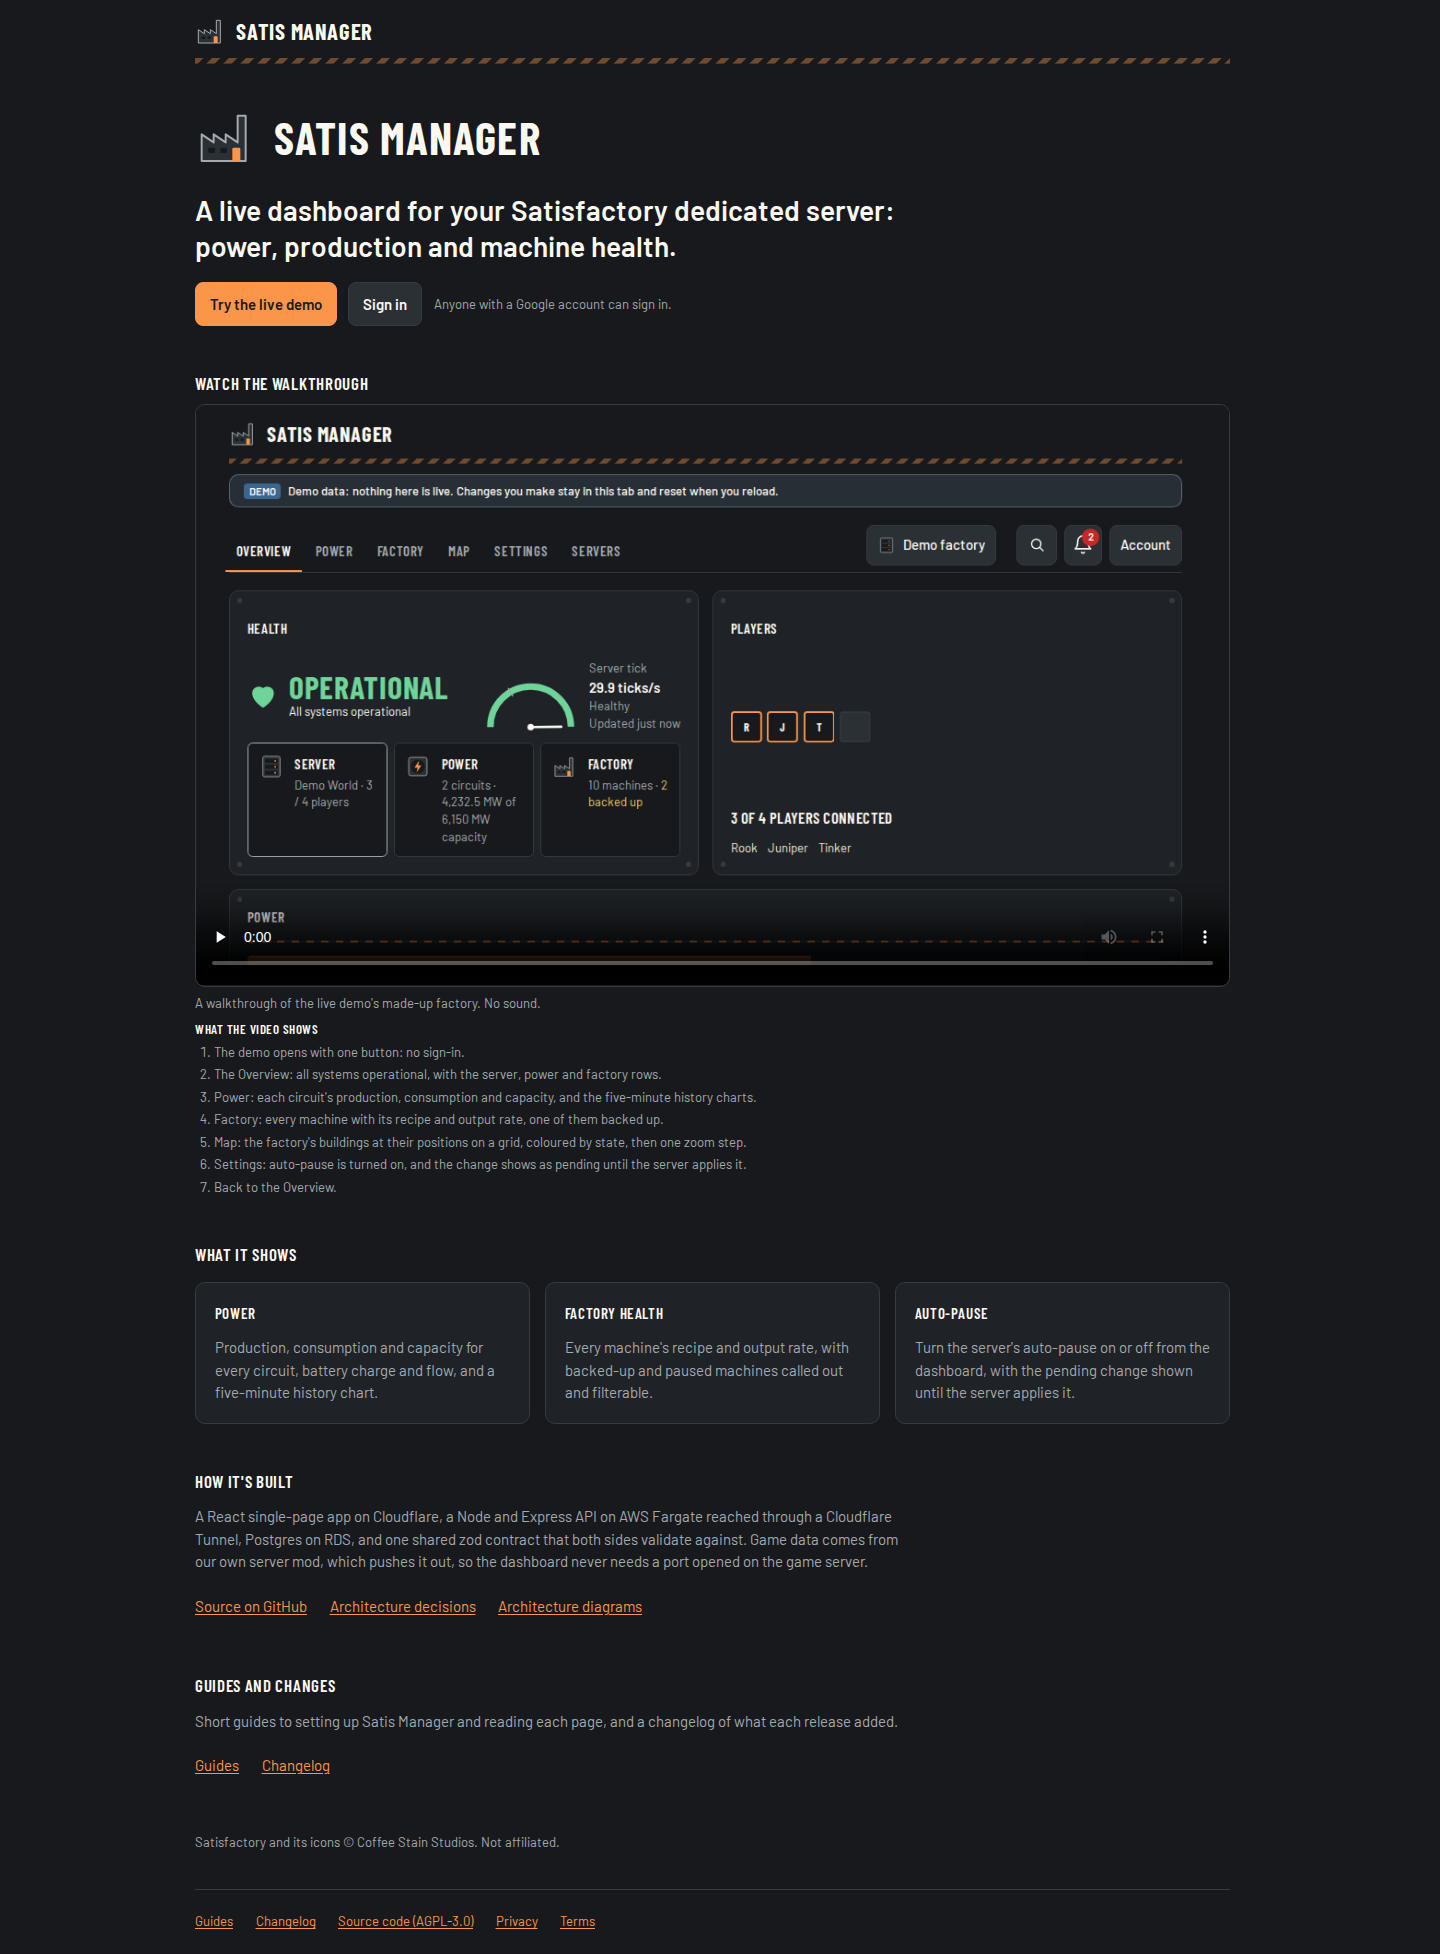 SATIS MANAGER
SATIS MANAGER
A live dashboard for your Satisfactory dedicated server:
power, production and machine health.
Try the live demo
Sign in
Anyone with a Google account can sign in.
WATCH THE WALKTHROUGH
SATIS MANAGER
DEMO Demo data: nothing here is live. Changes you make stay in this tab and reset when you reload.
OVERVIEW POWER FACTORY MAP SETTINGS SERVERS
Demo factory
2
Account
HEALTH
OPERATIONAL
All systems operational
Server tick
29.9 ticks/s
Healthy
Updated just now
SERVER
Demo World · 3
/ 4 players
POWER
2 circuits ·
4,232.5 MW of
6,150 MW
capacity
FACTORY
10 machines · 2
backed up
PLAYERS
R J T
3 OF 4 PLAYERS CONNECTED
Rook Juniper Tinker
POWER
0:00
A walkthrough of the live demo's made-up factory. No sound.
WHAT THE VIDEO SHOWS
1. The demo opens with one button: no sign-in.
2. The Overview: all systems operational, with the server, power and factory rows.
3. Power: each circuit's production, consumption and capacity, and the five-minute history charts.
4. Factory: every machine with its recipe and output rate, one of them backed up.
5. Map: the factory's buildings at their positions on a grid, coloured by state, then one zoom step.
6. Settings: auto-pause is turned on, and the change shows as pending until the server applies it.
7. Back to the Overview.
WHAT IT SHOWS
POWER
Production, consumption and capacity for
every circuit, battery charge and flow, and a
five-minute history chart.
FACTORY HEALTH
Every machine's recipe and output rate, with
backed-up and paused machines called out
and filterable.
AUTO-PAUSE
Turn the server's auto-pause on or off from the
dashboard, with the pending change shown
until the server applies it.
HOW IT'S BUILT
A React single-page app on Cloudflare, a Node and Express API on AWS Fargate reached through a Cloudflare
Tunnel, Postgres on RDS, and one shared zod contract that both sides validate against. Game data comes from
our own server mod, which pushes it out, so the dashboard never needs a port opened on the game server.
Source on GitHub Architecture decisions Architecture diagrams
GUIDES AND CHANGES
Short guides to setting up Satis Manager and reading each page, and a changelog of what each release added.
Guides Changelog
Satisfactory and its icons © Coffee Stain Studios. Not affiliated.
Guides Changelog Source code (AGPL-3.0) Privacy Terms